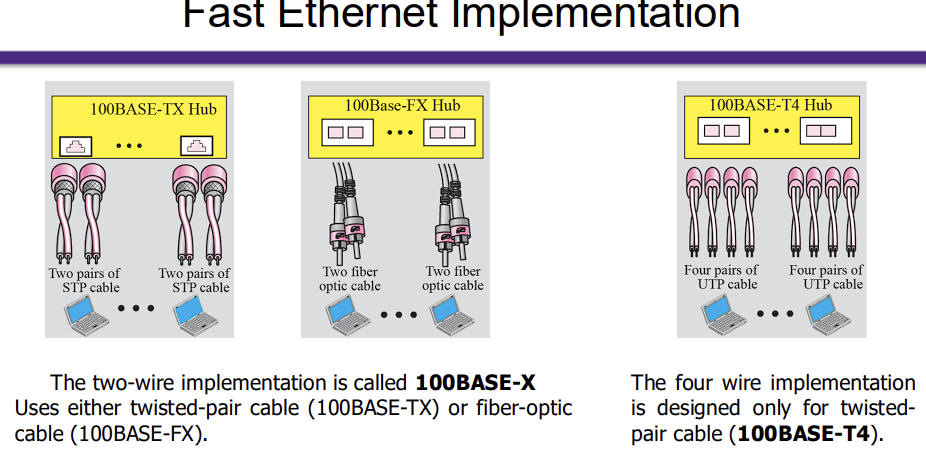 Fast Ethernet Implementation
100BASE-TX Hub
Two pairs of
STP cable
Two pairs of
STP cable
100Base-FX Hub
Two fiber
optic cable
Two fiber
optic cable
100BASE-T4 Hub
Four pairs of
UTP cable
Four pairs of
UTP cable
The two-wire implementation is called 100BASE-X
Uses either twisted-pair cable (100BASE-TX) or fiber-optic
cable (100BASE-FX).
The four wire implementation
is designed only for twisted-
pair cable (100BASE-T4).